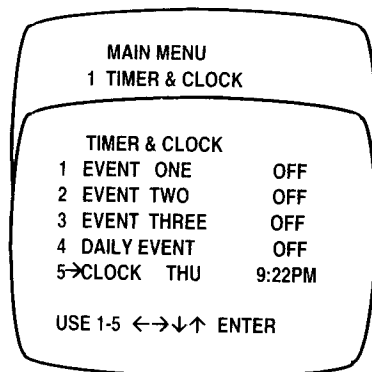 MAIN MENU
1 TIMER & CLOCK
TIMER & CLOCK
1 EVENT ONE OFF
2 EVENT TWO OFF
3 EVENT THREE OFF
4 DAILY EVENT OFF
5→CLOCK THU 9:22PM
USE 1-5 ←→↓↑ ENTER